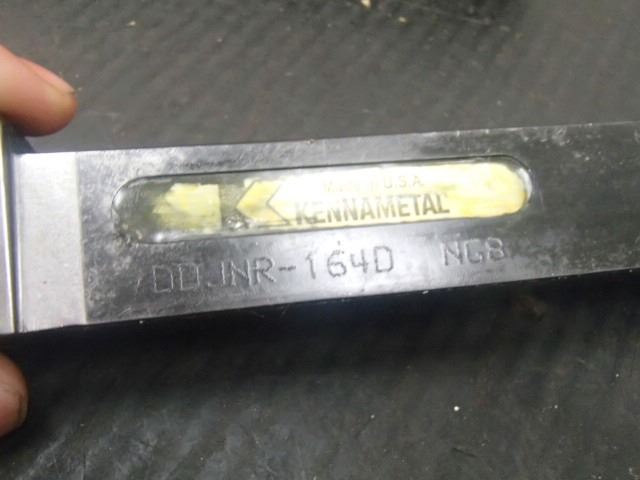 MADE IN U.S.A.
KENNAMETAL
DDJNR-164D NG8